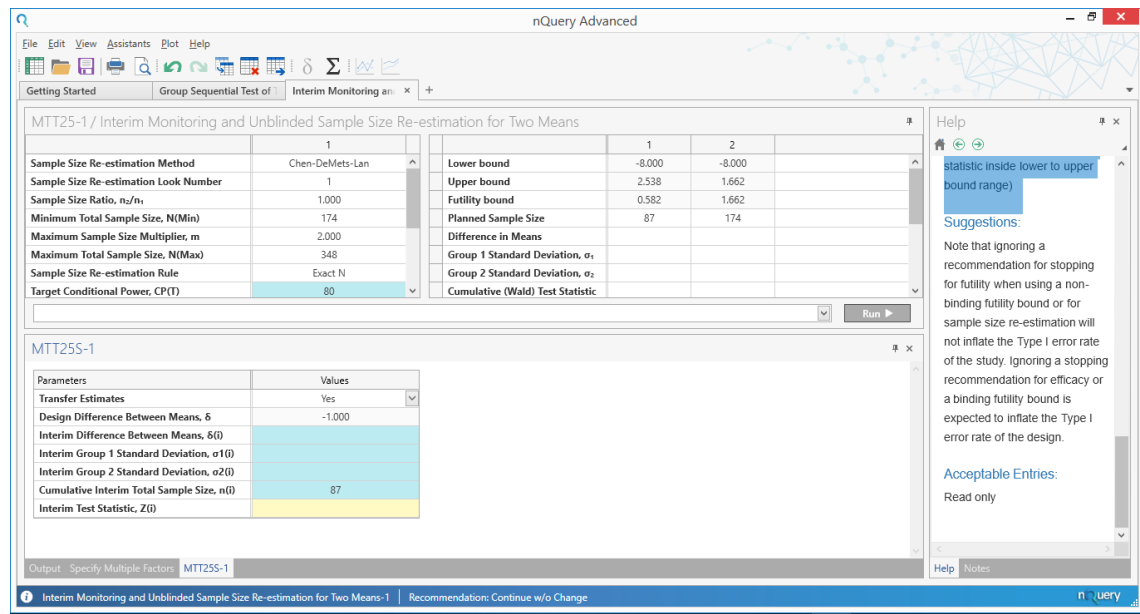 nQuery Advanced
File Edit View Assistants Plot Help
Getting Started Group Sequential Test of Interim Monitoring an × +
MTT25-1 / Interim Monitoring and Unblinded Sample Size Re-estimation for Two Means
1
Sample Size Re-estimation Method Chen-DeMets-Lan
Sample Size Re-estimation Look Number 1
Sample Size Ratio, n₂/n₁ 1.000
Minimum Total Sample Size, N(Min) 174
Maximum Sample Size Multiplier, m 2.000
Maximum Total Sample Size, N(Max) 348
Sample Size Re-estimation Rule Exact N
Target Conditional Power, CP(T) 80
1 2
Lower bound -8.000 -8.000
Upper bound 2.538 1.662
Futility bound 0.582 1.662
Planned Sample Size 87 174
Difference in Means
Group 1 Standard Deviation, σ₁
Group 2 Standard Deviation, σ₂
Cumulative (Wald) Test Statistic
Run
MTT25S-1
Parameters Values
Transfer Estimates Yes
Design Difference Between Means, δ -1.000
Interim Difference Between Means, δ(i)
Interim Group 1 Standard Deviation, σ1(i)
Interim Group 2 Standard Deviation, σ2(i)
Cumulative Interim Total Sample Size, n(i) 87
Interim Test Statistic, Z(i)
Output Specify Multiple Factors MTT25S-1
Help
statistic inside lower to upper
bound range)
Suggestions:
Note that ignoring a
recommendation for stopping
for futility when using a non-
binding futility bound or for
sample size re-estimation will
not inflate the Type I error rate
of the study. Ignoring a stopping
recommendation for efficacy or
a binding futility bound is
expected to inflate the Type I
error rate of the design.
Acceptable Entries:
Read only
Help Notes
Interim Monitoring and Unblinded Sample Size Re-estimation for Two Means-1 | Recommendation: Continue w/o Change
nQuery